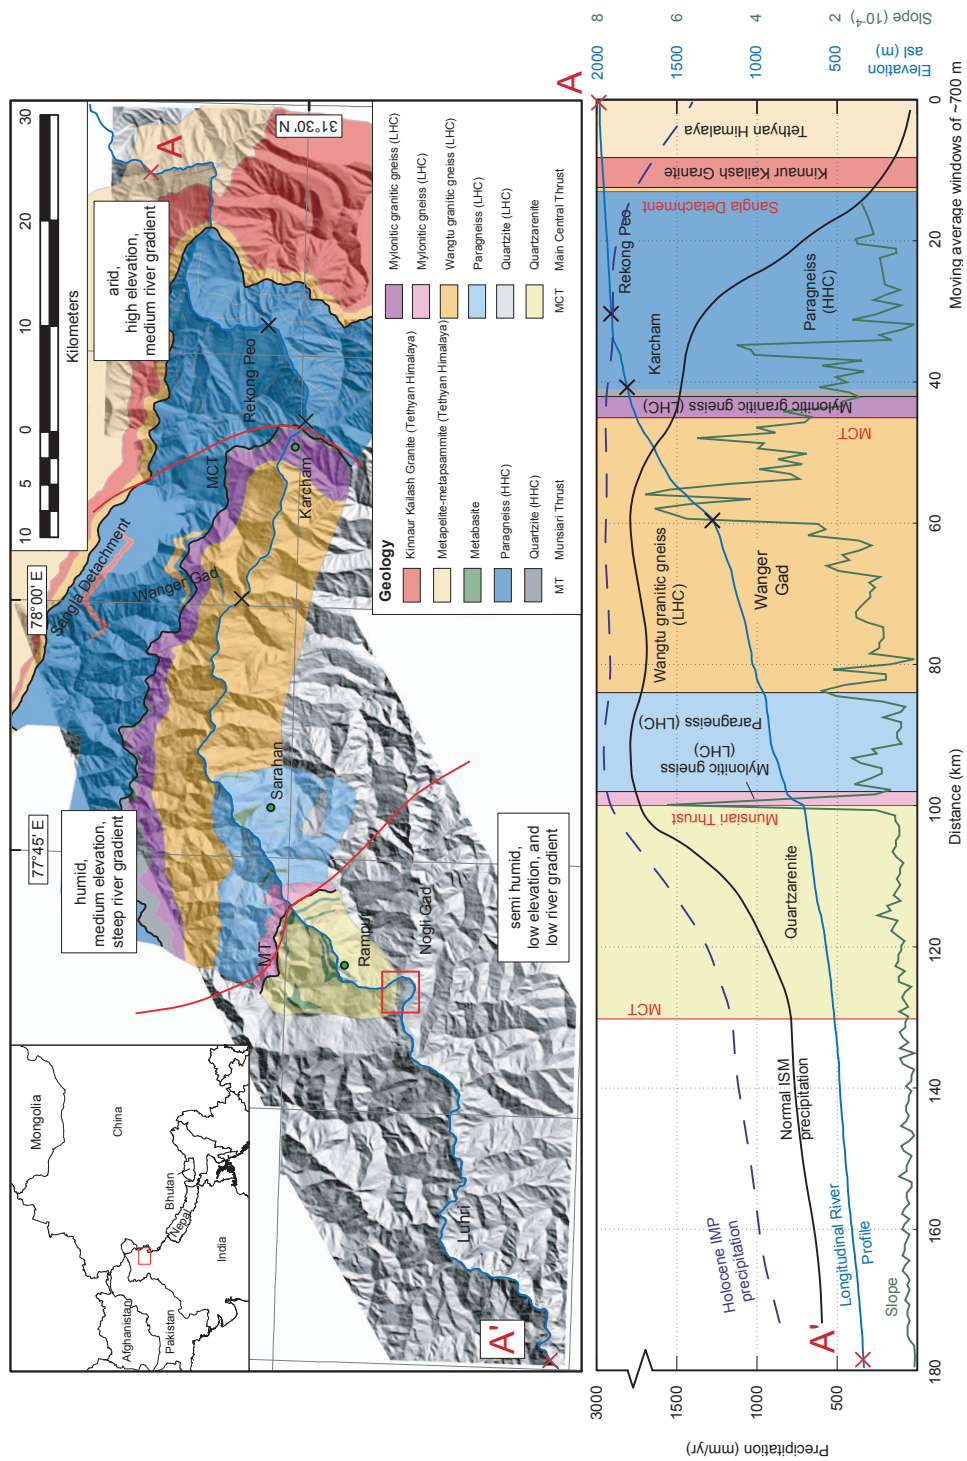 Mongolia
China
Afghanistan
Pakistan
Nepal
Bhutan
India
77°45' E
78°00' E
31°30' N
10
5
0
10
20
30
Kilometers
humid,
medium elevation,
steep river gradient
arid,
high elevation,
medium river gradient
semi humid,
low elevation, and
low river gradient
Sangla Detachment
Wanger Gad
MCT
Rekong Peo
Karcham
Sarahan
MT
Rampur
Nogli Gad
Luhri
A'
A
Geology
Kinnaur Kailash Granite (Tethyan Himalaya)
Metapelite-metapsammite (Tethyan Himalaya)
Metabasite
Paragneiss (HHC)
Quartzite (HHC)
MT Munsiari Thrust
Mylonitic granitic gneiss (LHC)
Mylonitic gneiss (LHC)
Wangtu granitic gneiss (LHC)
Paragneiss (LHC)
Quartzite (LHC)
Quartzarenite
MCT Main Central Thrust
A
A'
3000
1500
1000
500
Precipitation (mm/yr)
2000
1500
1000
500
Elevation
asl (m)
8
6
4
2
Slope (10⁻⁴)
Holocene IMP
precipitation
Normal ISM
precipitation
Longitudinal River
Profile
Slope
MCT
Quartzarenite
Munsiari Thrust
Mylonitic gneiss
(LHC)
Paragneiss (LHC)
Wangtu granitic gneiss
(LHC)
Wanger
Gad
MCT
Mylonitic granitic gneiss (LHC)
Karcham
Rekong Peo
Paragneiss
(HHC)
Sangla Detachment
Kinnaur Kailash Granite
Tethyan Himalaya
180
160
140
120
100
80
60
40
20
0
Distance (km)
Moving average windows of ~700 m